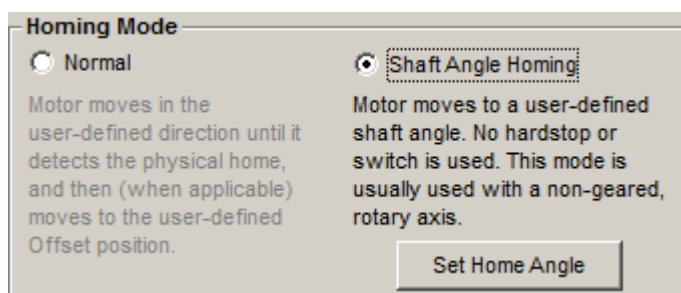 Homing Mode
Normal
Motor moves in the
user-defined direction until it
detects the physical home,
and then (when applicable)
moves to the user-defined
Offset position.
Shaft Angle Homing
Motor moves to a user-defined
shaft angle. No hardstop or
switch is used. This mode is
usually used with a non-geared,
rotary axis.
Set Home Angle